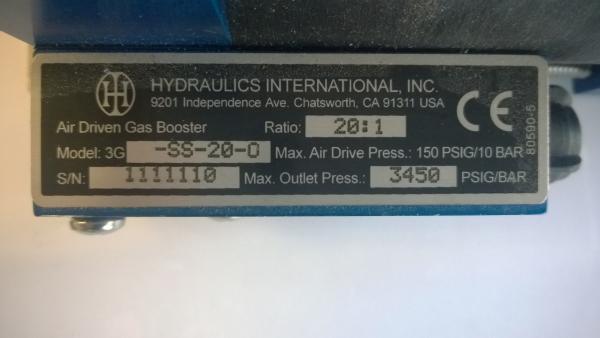 HYDRAULICS INTERNATIONAL, INC.
9201 Independence Ave. Chatsworth, CA 91311 USA
Air Driven Gas Booster Ratio: 20:1
Model: 3G -SS-20-O Max. Air Drive Press.: 150 PSIG/10 BAR
S/N: 1111110 Max. Outlet Press.: 3450 PSIG/BAR
CE
80590-5